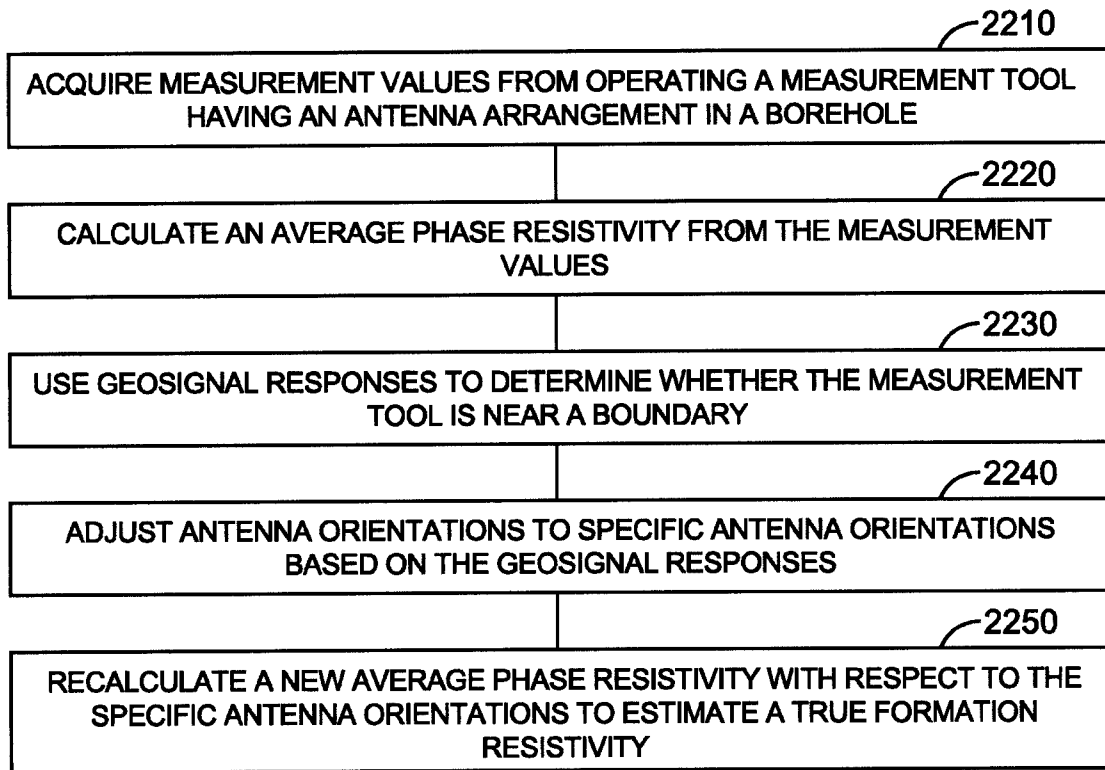 2210
ACQUIRE MEASUREMENT VALUES FROM OPERATING A MEASUREMENT TOOL
HAVING AN ANTENNA ARRANGEMENT IN A BOREHOLE
2220
CALCULATE AN AVERAGE PHASE RESISTIVITY FROM THE MEASUREMENT
VALUES
2230
USE GEOSIGNAL RESPONSES TO DETERMINE WHETHER THE MEASUREMENT
TOOL IS NEAR A BOUNDARY
2240
ADJUST ANTENNA ORIENTATIONS TO SPECIFIC ANTENNA ORIENTATIONS
BASED ON THE GEOSIGNAL RESPONSES
2250
RECALCULATE A NEW AVERAGE PHASE RESISTIVITY WITH RESPECT TO THE
SPECIFIC ANTENNA ORIENTATIONS TO ESTIMATE A TRUE FORMATION
RESISTIVITY